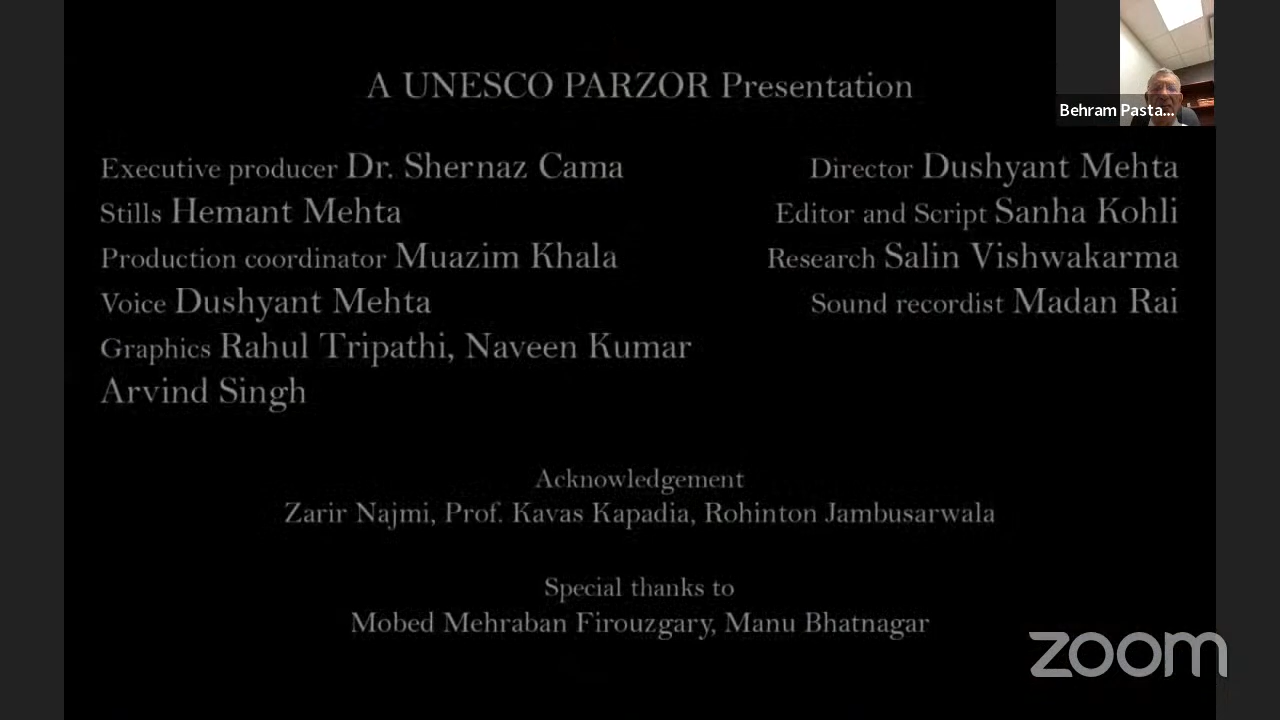 A UNESCO PARZOR Presentation
Behram Pasta...
Executive producer Dr. Shernaz Cama
Stills Hemant Mehta
Production coordinator Muazim Khala
Voice Dushyant Mehta
Graphics Rahul Tripathi, Naveen Kumar
Arvind Singh
Director Dushyant Mehta
Editor and Script Sanha Kohli
Research Salin Vishwakarma
Sound recordist Madan Rai
Acknowledgement
Zarir Najmi, Prof. Kavas Kapadia, Rohinton Jambusarwala
Special thanks to
Mobed Mehraban Firouzgary, Manu Bhatnagar
zoom